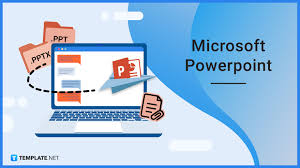 .PPT
.PPTX
P
Microsoft
Powerpoint
T TEMPLATE.NET